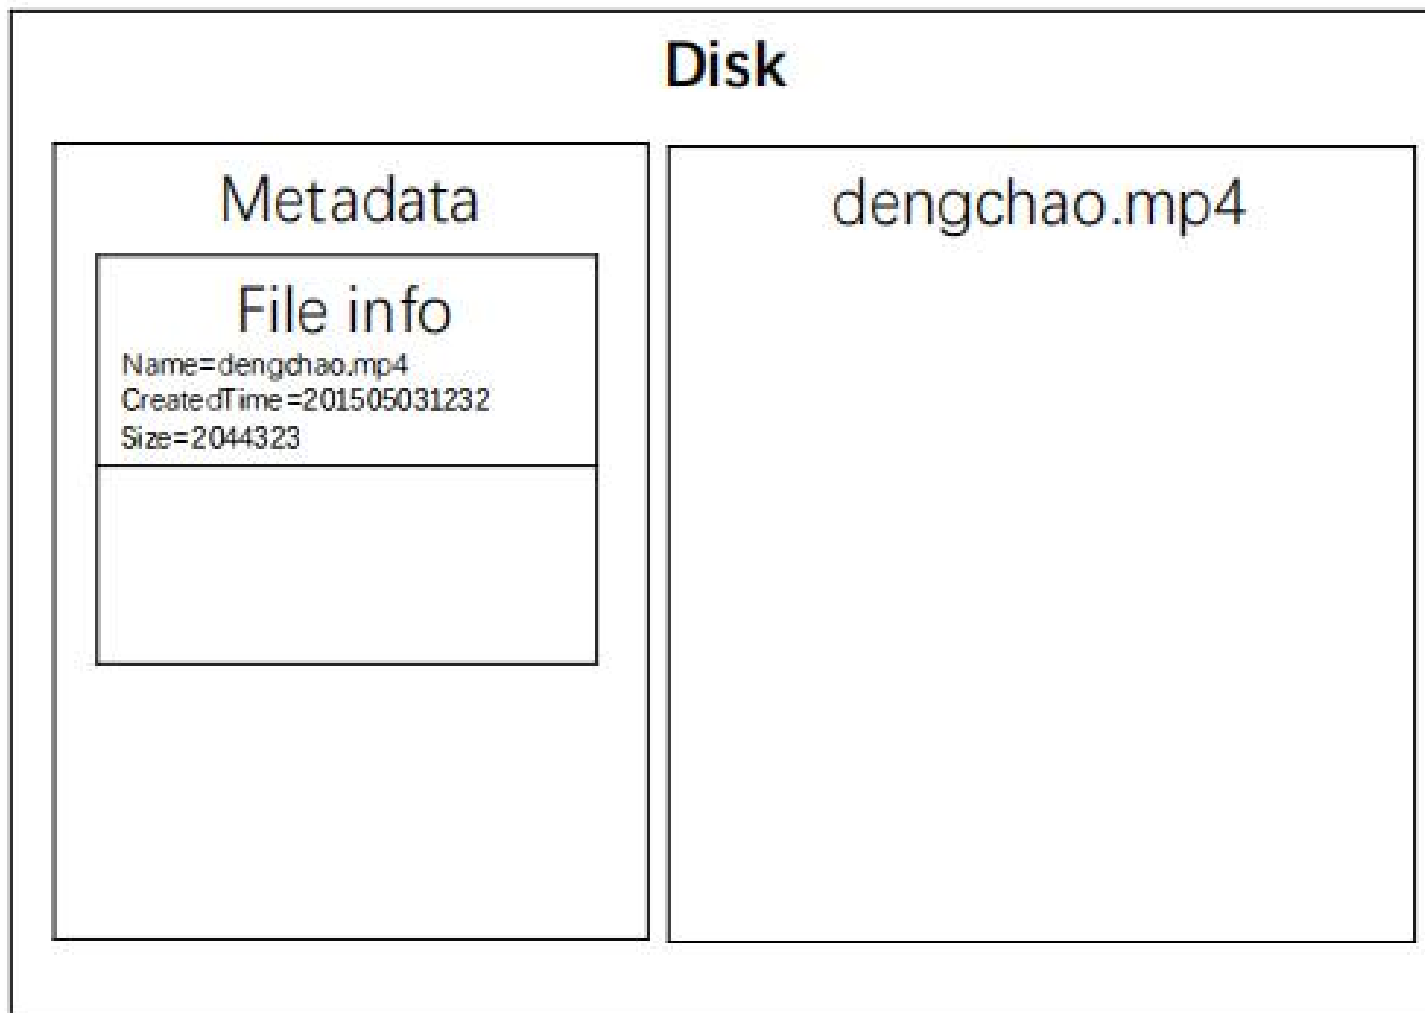 Disk
Metadata
File info
Name=dengchao.mp4
CreatedTime=201505031232
Size=2044323
dengchao.mp4